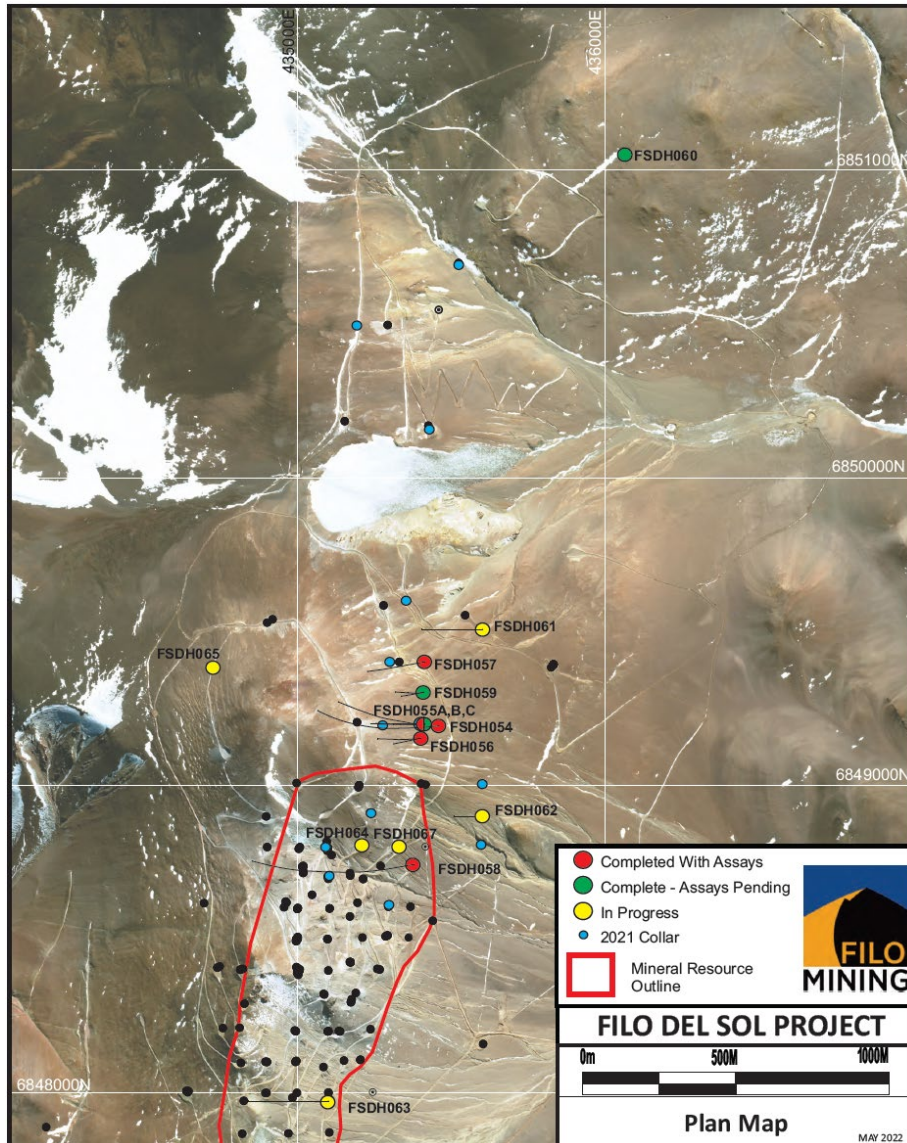 435000E
436000E
FSDH060
6851000N
6850000N
FSDH061
FSDH065
FSDH057
FSDH059
FSDH055A,B,C
FSDH054
FSDH056
6849000N
FSDH062
FSDH064
FSDH067
FSDH058
Completed With Assays
Complete - Assays Pending
In Progress
2021 Collar
Mineral Resource
Outline
FILO
MINING
FILO DEL SOL PROJECT
0m
500M
1000M
6848000N
FSDH063
Plan Map
MAY 2022